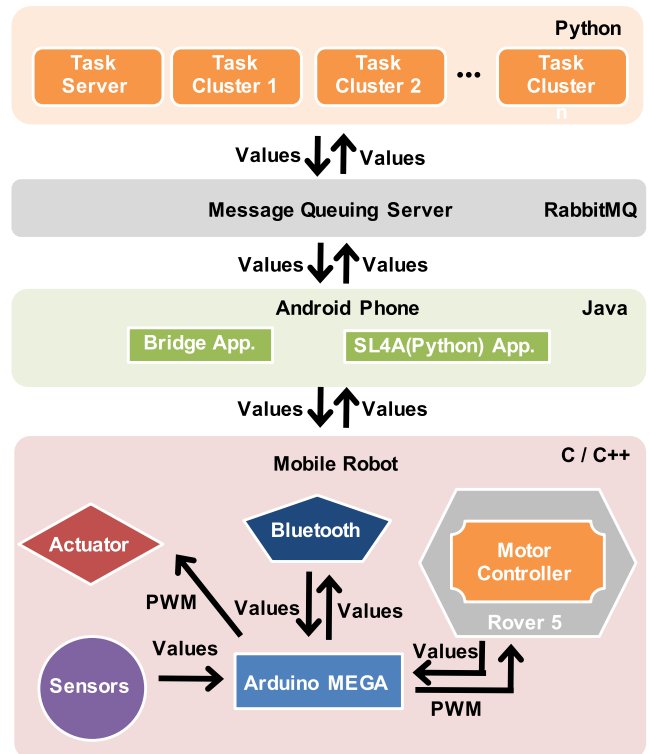 Python
Task Server
Task Cluster 1
Task Cluster 2
...
Task Cluster n
Values
Values
Message Queuing Server
RabbitMQ
Values
Values
Android Phone
Java
Bridge App.
SL4A(Python) App.
Values
Values
C / C++
Mobile Robot
Actuator
Bluetooth
Motor Controller
Rover 5
PWM
Values
Values
Values
Values
Sensors
Arduino MEGA
PWM